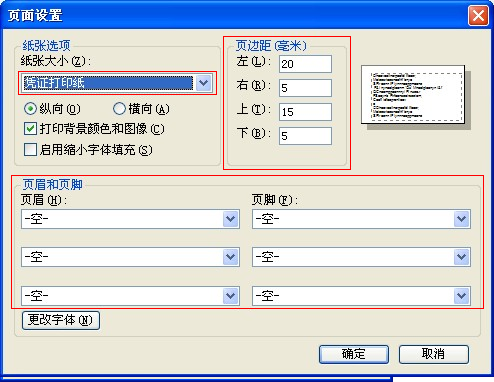 页面设置
纸张选项
纸张大小(Z):
凭证打印纸
纵向(O)
横向(A)
打印背景颜色和图像(C)
启用缩小字体填充(S)
页边距(毫米)
左(L): 20
右(R): 5
上(T): 15
下(B): 5
页眉和页脚
页眉(H):
页脚(F):
-空-
-空-
-空-
-空-
-空-
-空-
更改字体(N)
确定
取消